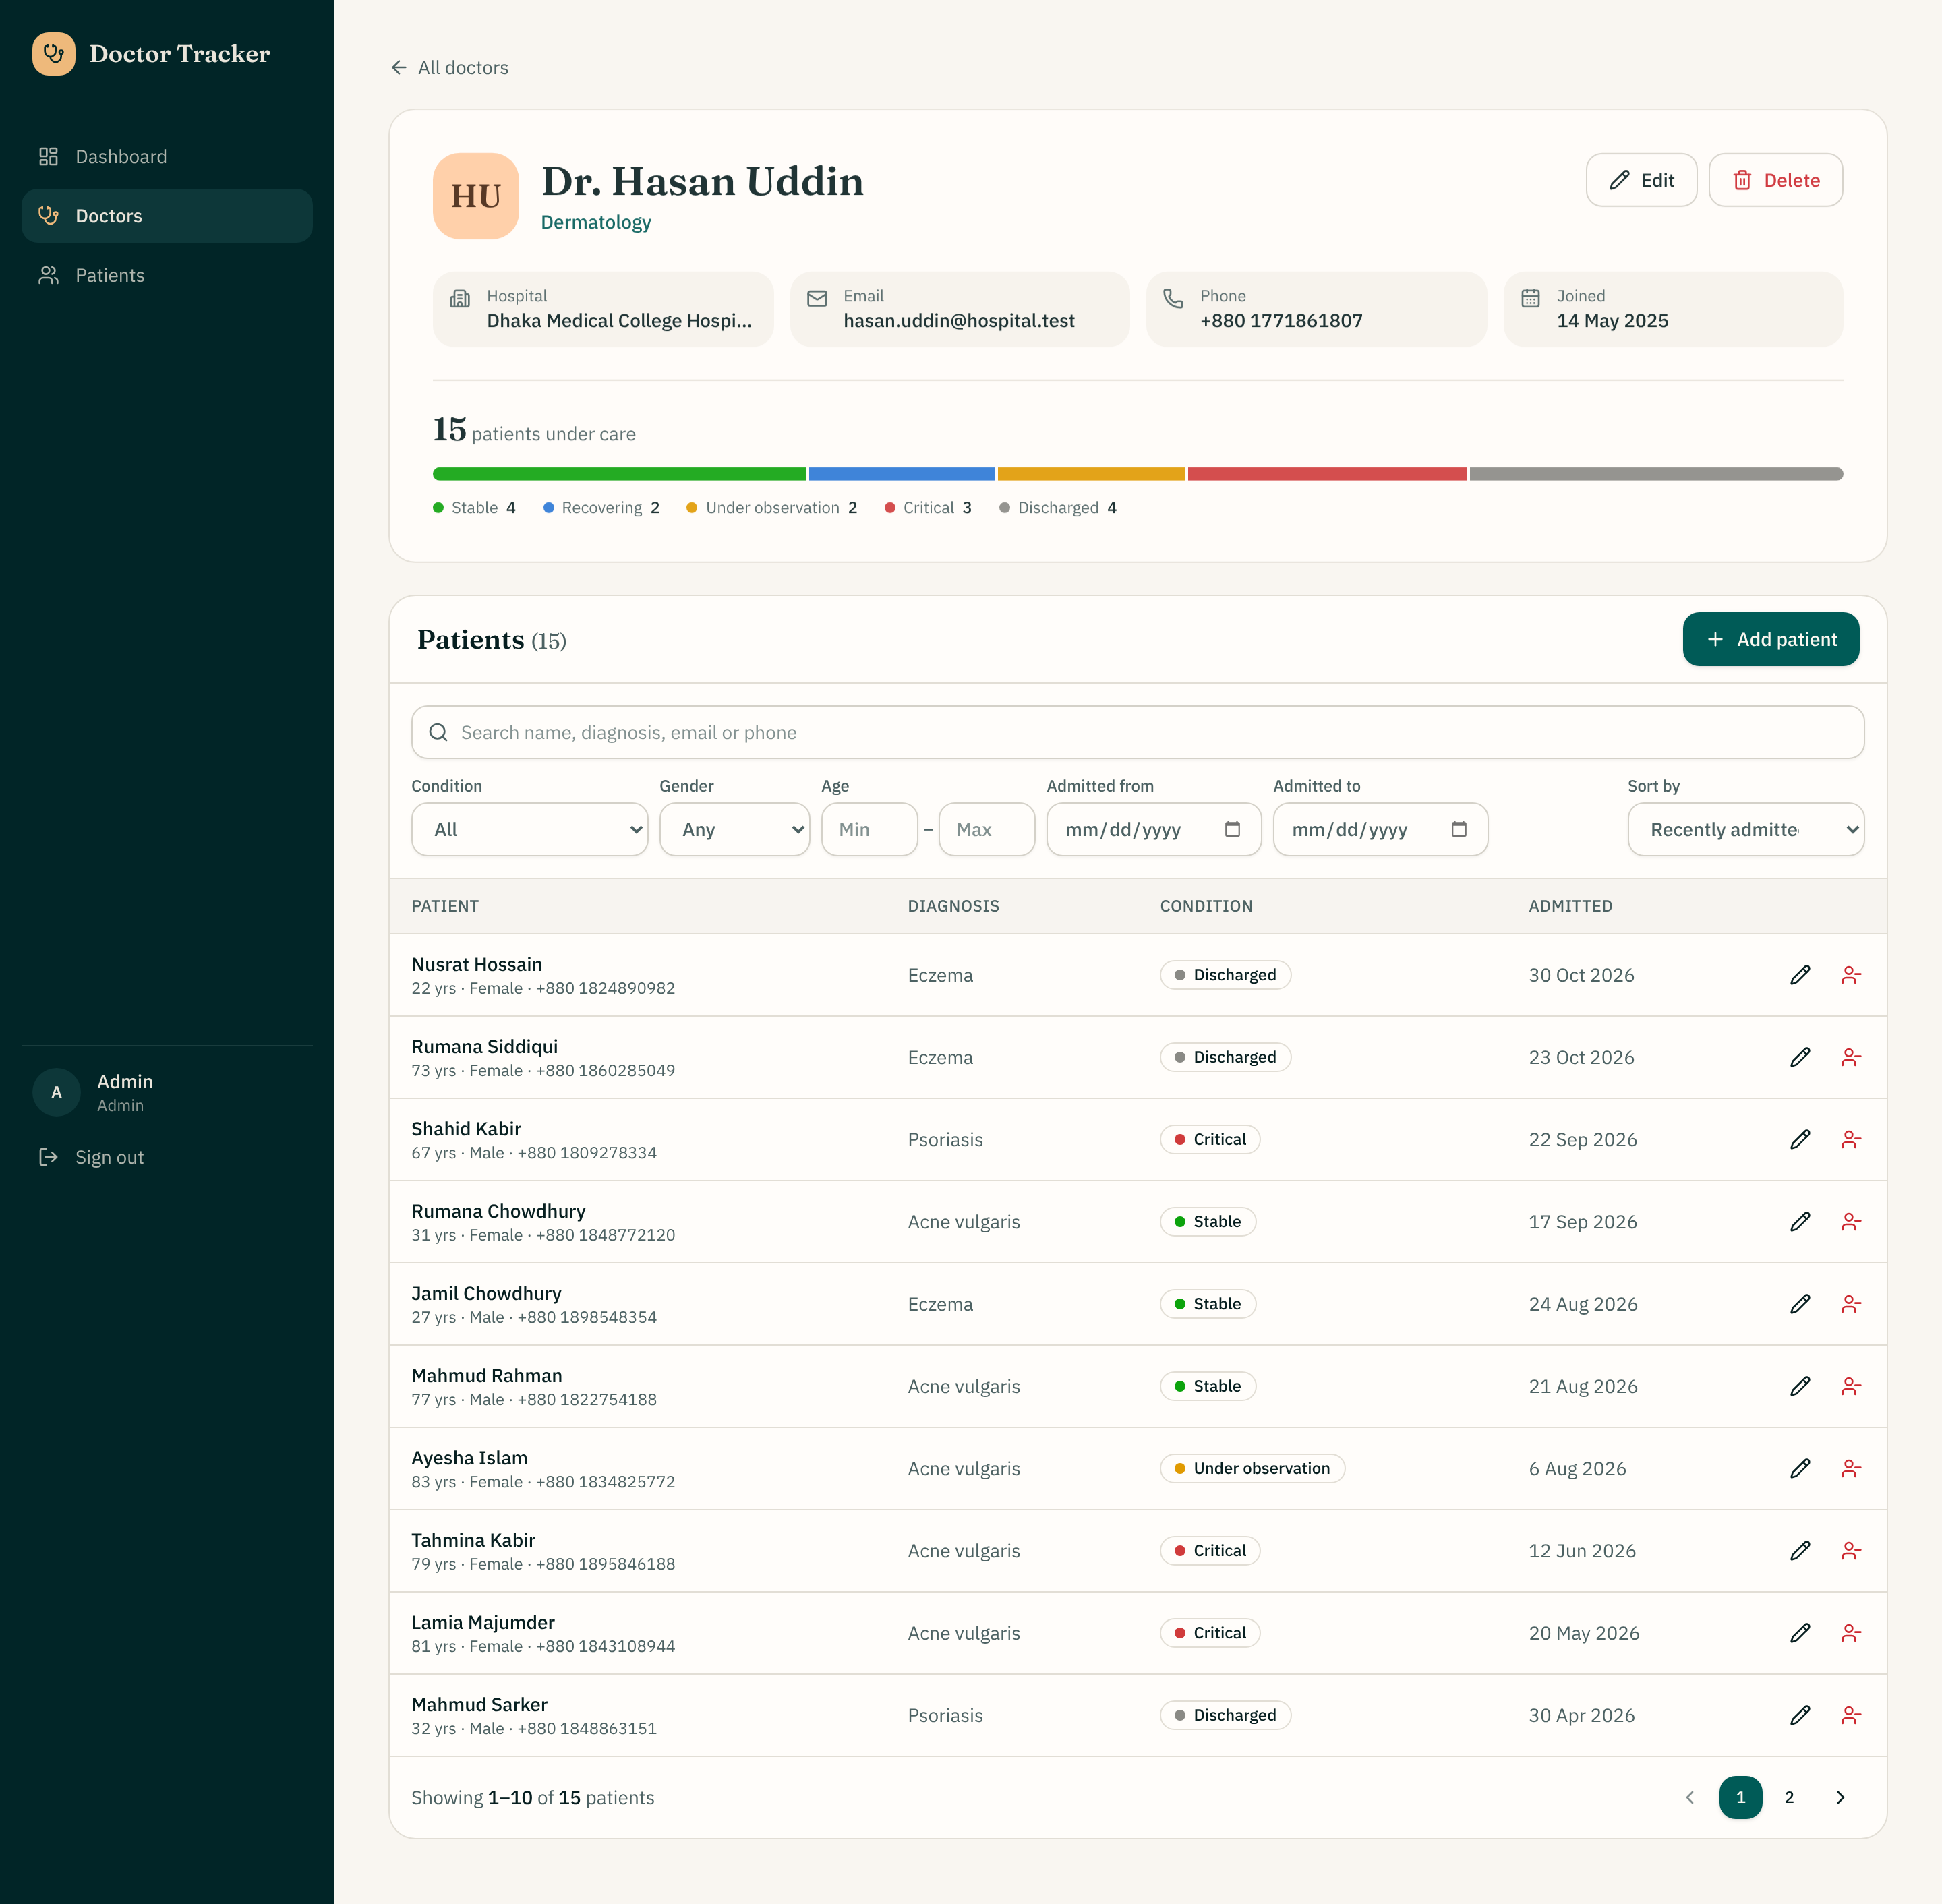 Doctor Tracker
Dashboard
Doctors
Patients
A
Admin
Admin
Sign out
All doctors
HU
Dr. Hasan Uddin
Dermatology
Edit
Delete
Hospital
Dhaka Medical College Hospi...
Email
hasan.uddin@hospital.test
Phone
+880 1771861807
Joined
14 May 2025
15 patients under care
Stable 4
Recovering 2
Under observation 2
Critical 3
Discharged 4
Patients (15)
Add patient
Search name, diagnosis, email or phone
Condition
All
Gender
Any
Age
Min – Max
Admitted from
mm/dd/yyyy
Admitted to
mm/dd/yyyy
Sort by
Recently admitte
PATIENT DIAGNOSIS CONDITION ADMITTED
Nusrat Hossain
22 yrs · Female · +880 1824890982
Eczema
Discharged
30 Oct 2026
Rumana Siddiqui
73 yrs · Female · +880 1860285049
Eczema
Discharged
23 Oct 2026
Shahid Kabir
67 yrs · Male · +880 1809278334
Psoriasis
Critical
22 Sep 2026
Rumana Chowdhury
31 yrs · Female · +880 1848772120
Acne vulgaris
Stable
17 Sep 2026
Jamil Chowdhury
27 yrs · Male · +880 1898548354
Eczema
Stable
24 Aug 2026
Mahmud Rahman
77 yrs · Male · +880 1822754188
Acne vulgaris
Stable
21 Aug 2026
Ayesha Islam
83 yrs · Female · +880 1834825772
Acne vulgaris
Under observation
6 Aug 2026
Tahmina Kabir
79 yrs · Female · +880 1895846188
Acne vulgaris
Critical
12 Jun 2026
Lamia Majumder
81 yrs · Female · +880 1843108944
Acne vulgaris
Critical
20 May 2026
Mahmud Sarker
32 yrs · Male · +880 1848863151
Psoriasis
Discharged
30 Apr 2026
Showing 1–10 of 15 patients
1 2